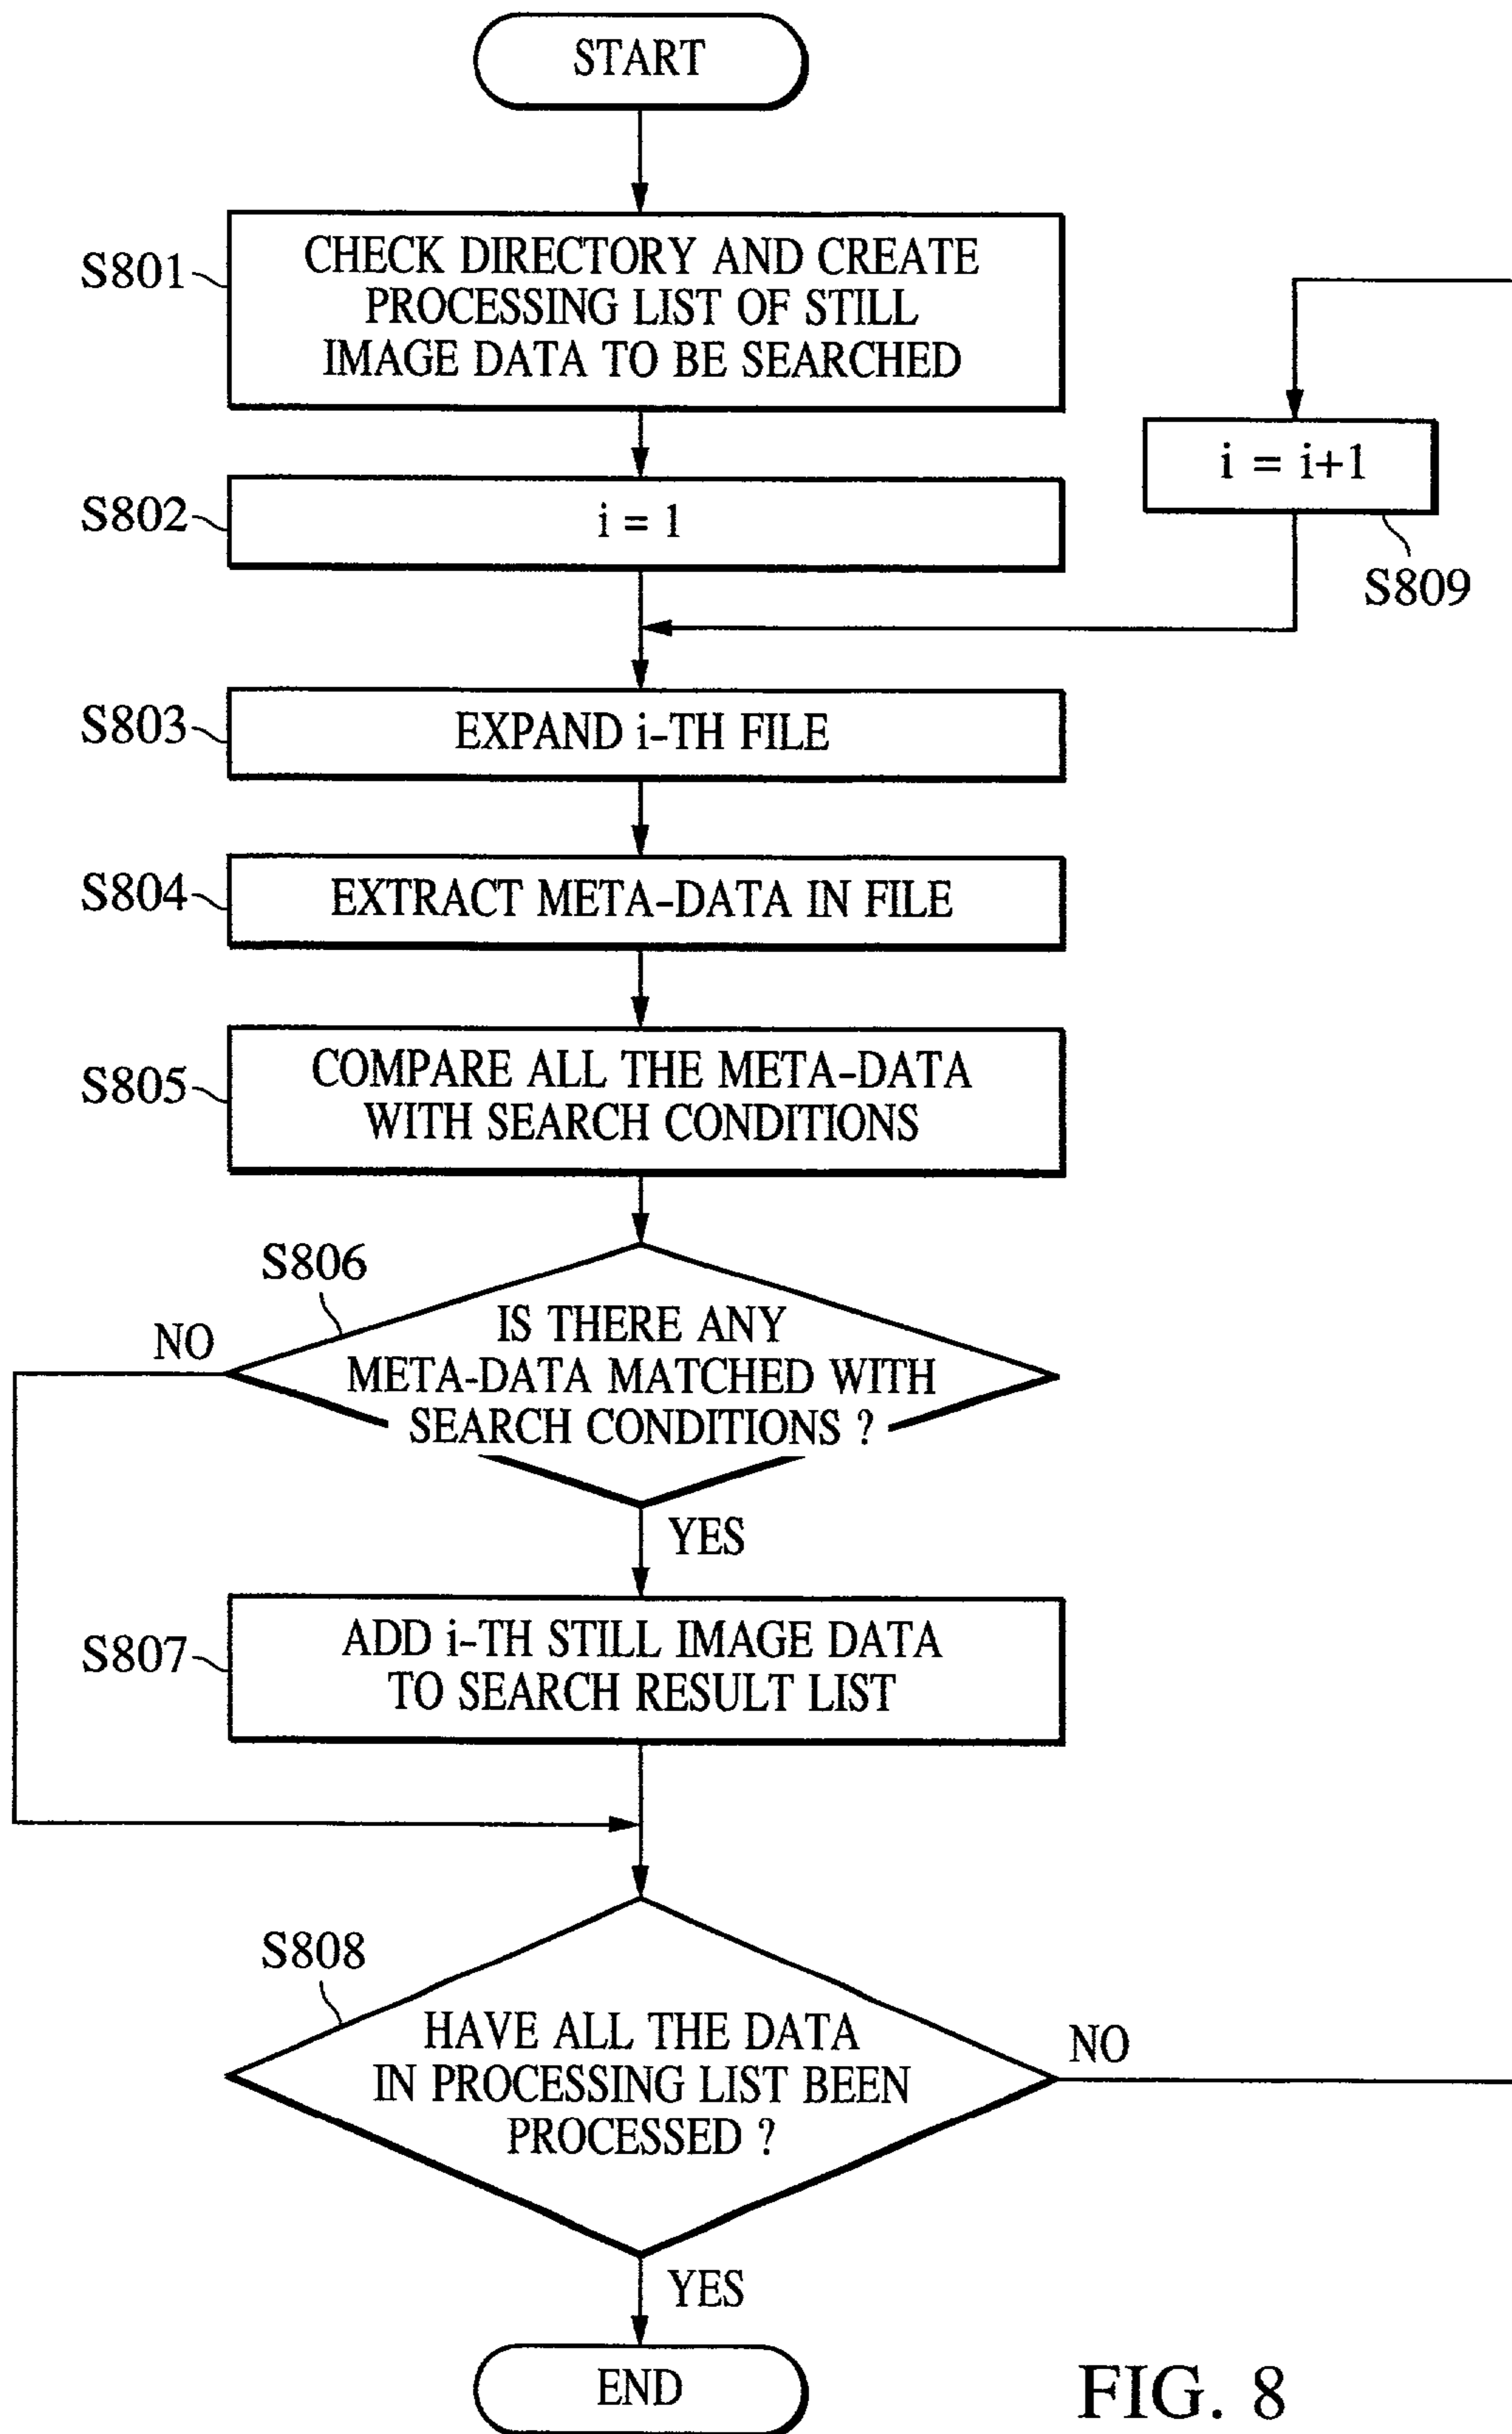 START
S801
CHECK DIRECTORY AND CREATE
PROCESSING LIST OF STILL
IMAGE DATA TO BE SEARCHED
i = i+1
S809
S802
i = 1
S803
EXPAND i-TH FILE
S804
EXTRACT META-DATA IN FILE
S805
COMPARE ALL THE META-DATA
WITH SEARCH CONDITIONS
S806
NO
IS THERE ANY
META-DATA MATCHED WITH
SEARCH CONDITIONS ?
YES
S807
ADD i-TH STILL IMAGE DATA
TO SEARCH RESULT LIST
S808
HAVE ALL THE DATA
IN PROCESSING LIST BEEN
PROCESSED ?
NO
YES
END
FIG. 8